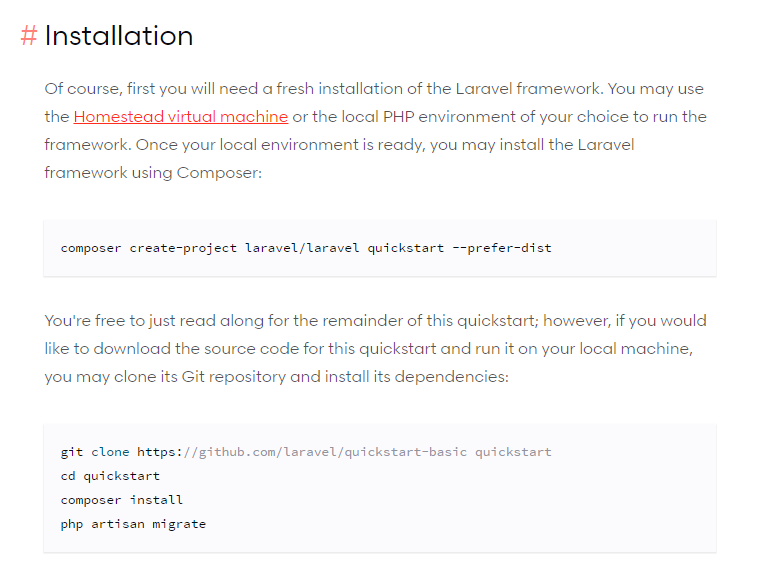 # Installation
Of course, first you will need a fresh installation of the Laravel framework. You may use
the Homestead virtual machine or the local PHP environment of your choice to run the
framework. Once your local environment is ready, you may install the Laravel
framework using Composer:
composer create-project laravel/laravel quickstart --prefer-dist
You're free to just read along for the remainder of this quickstart; however, if you would
like to download the source code for this quickstart and run it on your local machine,
you may clone its Git repository and install its dependencies:
git clone https://github.com/laravel/quickstart-basic quickstart
cd quickstart
composer install
php artisan migrate